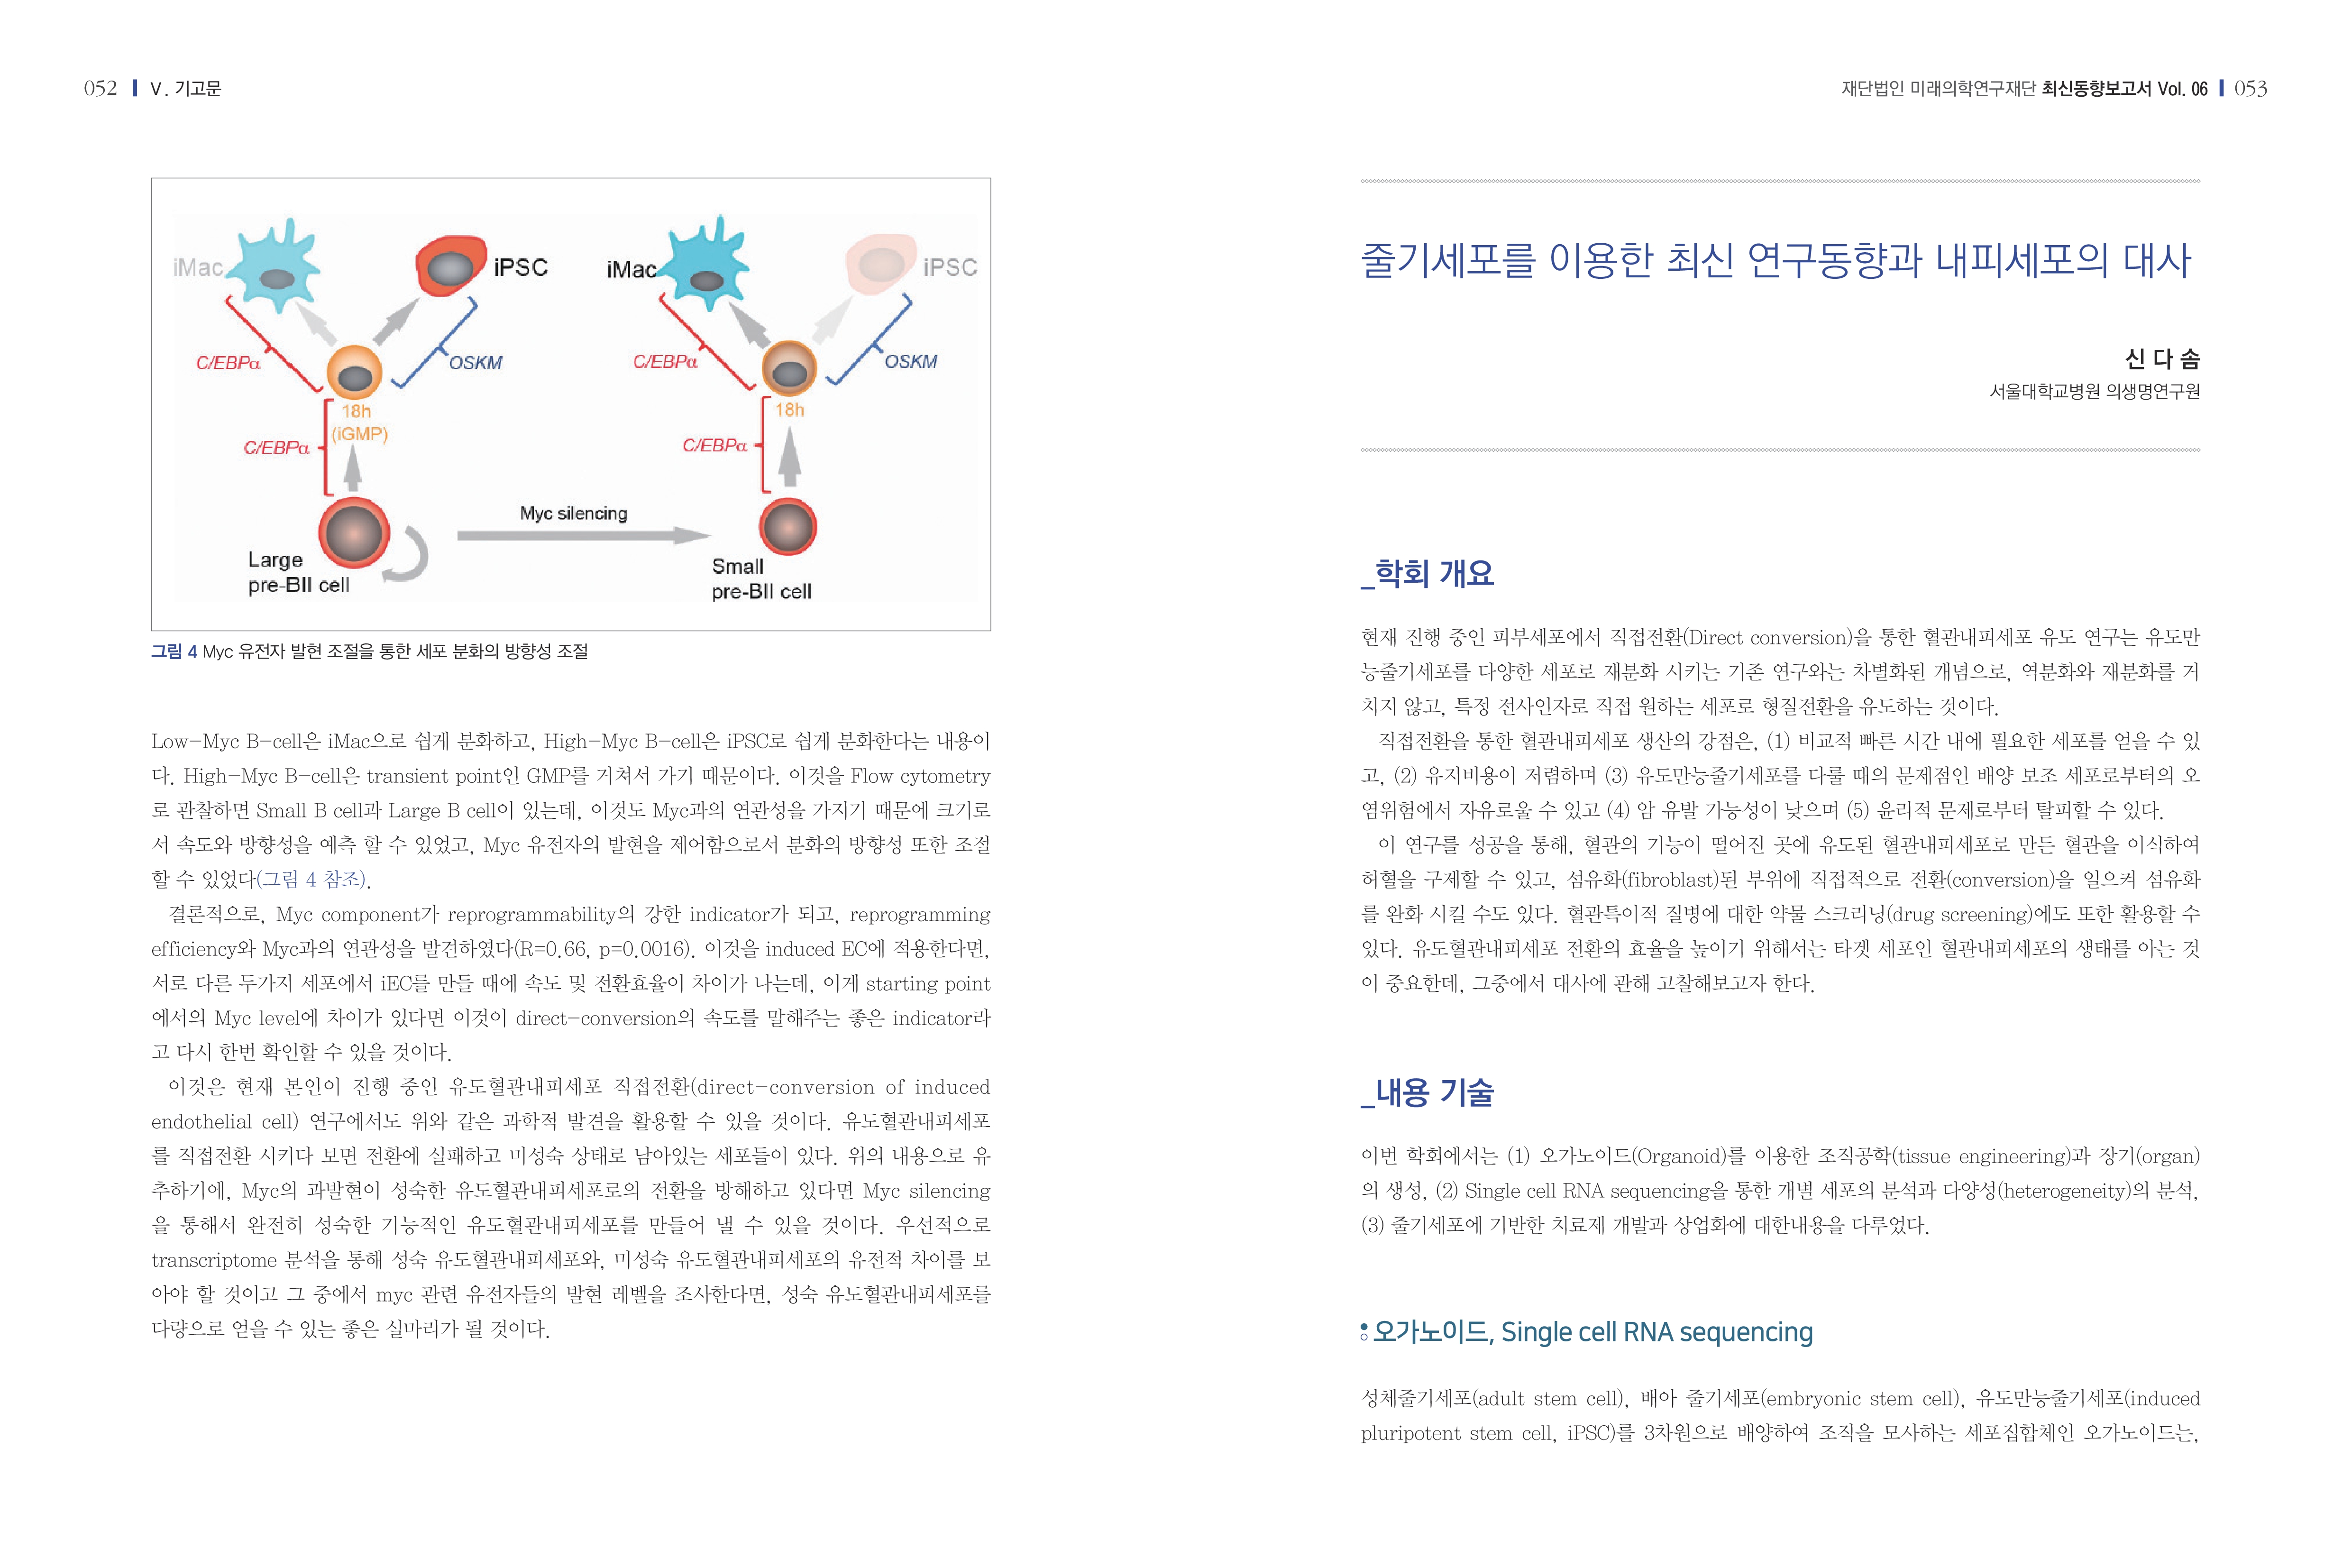 052 V. 기고문
iMac iPSC iMac iPSC
C/EBPα OSKM C/EBPα OSKM
18h 18h
(iGMP)
C/EBPα C/EBPα
Myc silencing
Large
pre-BII cell
Small
pre-BII cell
그림 4 Myc 유전자 발현 조절을 통한 세포 분화의 방향성 조절
Low-Myc B-cell은 iMac으로 쉽게 분화하고, High-Myc B-cell은 iPSC로 쉽게 분화한다는 내용이
다. High-Myc B-cell은 transient point인 GMP를 거쳐서 가기 때문이다. 이것을 Flow cytometry
로 관찰하면 Small B cell과 Large B cell이 있는데, 이것도 Myc과의 연관성을 가지기 때문에 크기로
서 속도와 방향성을 예측 할 수 있었고, Myc 유전자의 발현을 제어함으로서 분화의 방향성 또한 조절
할 수 있었다(그림 4 참조).
결론적으로, Myc component가 reprogrammability의 강한 indicator가 되고, reprogramming
efficiency와 Myc과의 연관성을 발견하였다(R=0.66, p=0.0016). 이것을 induced EC에 적용한다면,
서로 다른 두가지 세포에서 iEC를 만들 때에 속도 및 전환효율이 차이가 나는데, 이게 starting point
에서의 Myc level에 차이가 있다면 이것이 direct-conversion의 속도를 말해주는 좋은 indicator라
고 다시 한번 확인할 수 있을 것이다.
이것은 현재 본인이 진행 중인 유도혈관내피세포 직접전환(direct-conversion of induced
endothelial cell) 연구에서도 위와 같은 과학적 발견을 활용할 수 있을 것이다. 유도혈관내피세포
를 직접전환 시키다 보면 전환에 실패하고 미성숙 상태로 남아있는 세포들이 있다. 위의 내용으로 유
추하기에, Myc의 과발현이 성숙한 유도혈관내피세포로의 전환을 방해하고 있다면 Myc silencing
을 통해서 완전히 성숙한 기능적인 유도혈관내피세포를 만들어 낼 수 있을 것이다. 우선적으로
transcriptome 분석을 통해 성숙 유도혈관내피세포와, 미성숙 유도혈관내피세포의 유전적 차이를 보
아야 할 것이고 그 중에서 myc 관련 유전자들의 발현 레벨을 조사한다면, 성숙 유도혈관내피세포를
다량으로 얻을 수 있는 좋은 실마리가 될 것이다.
재단법인 미래의학연구재단 최신동향보고서 Vol. 06 053
줄기세포를 이용한 최신 연구동향과 내피세포의 대사
신 다 솜
서울대학교병원 의생명연구원
_학회 개요
현재 진행 중인 피부세포에서 직접전환(Direct conversion)을 통한 혈관내피세포 유도 연구는 유도만
능줄기세포를 다양한 세포로 재분화 시키는 기존 연구와는 차별화된 개념으로, 역분화와 재분화를 거
치지 않고, 특정 전사인자로 직접 원하는 세포로 형질전환을 유도하는 것이다.
직접전환을 통한 혈관내피세포 생산의 강점은, (1) 비교적 빠른 시간 내에 필요한 세포를 얻을 수 있
고, (2) 유지비용이 저렴하며 (3) 유도만능줄기세포를 다룰 때의 문제점인 배양 보조 세포로부터의 오
염위험에서 자유로울 수 있고 (4) 암 유발 가능성이 낮으며 (5) 윤리적 문제로부터 탈피할 수 있다.
이 연구를 성공을 통해, 혈관의 기능이 떨어진 곳에 유도된 혈관내피세포로 만든 혈관을 이식하여
허혈을 구제할 수 있고, 섬유화(fibroblast)된 부위에 직접적으로 전환(conversion)을 일으켜 섬유화
를 완화 시킬 수도 있다. 혈관특이적 질병에 대한 약물 스크리닝(drug screening)에도 또한 활용할 수
있다. 유도혈관내피세포 전환의 효율을 높이기 위해서는 타겟 세포인 혈관내피세포의 생태를 아는 것
이 중요한데, 그중에서 대사에 관해 고찰해보고자 한다.
_내용 기술
이번 학회에서는 (1) 오가노이드(Organoid)를 이용한 조직공학(tissue engineering)과 장기(organ)
의 생성, (2) Single cell RNA sequencing을 통한 개별 세포의 분석과 다양성(heterogeneity)의 분석,
(3) 줄기세포에 기반한 치료제 개발과 상업화에 대한내용을 다루었다.
오가노이드, Single cell RNA sequencing
성체줄기세포(adult stem cell), 배아 줄기세포(embryonic stem cell), 유도만능줄기세포(induced
pluripotent stem cell, iPSC)를 3차원으로 배양하여 조직을 모사하는 세포집합체인 오가노이드는,